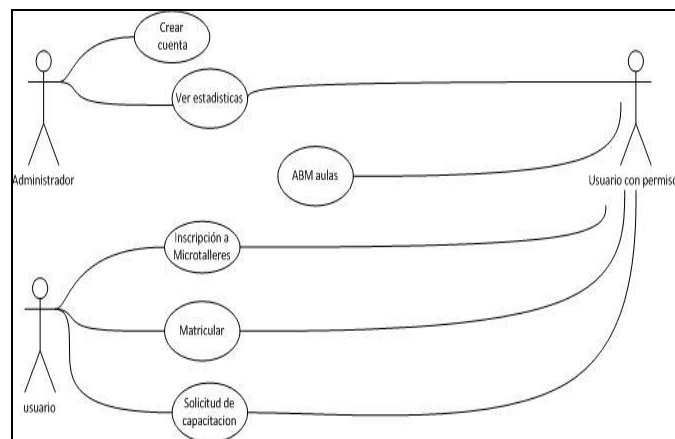 Crear
cuenta
Ver estadisticas
ABM aulas
Administrador
Usuario con permiso
Inscripción a
Microtalleres
Matricular
usuario
Solicitud de
capacitacion